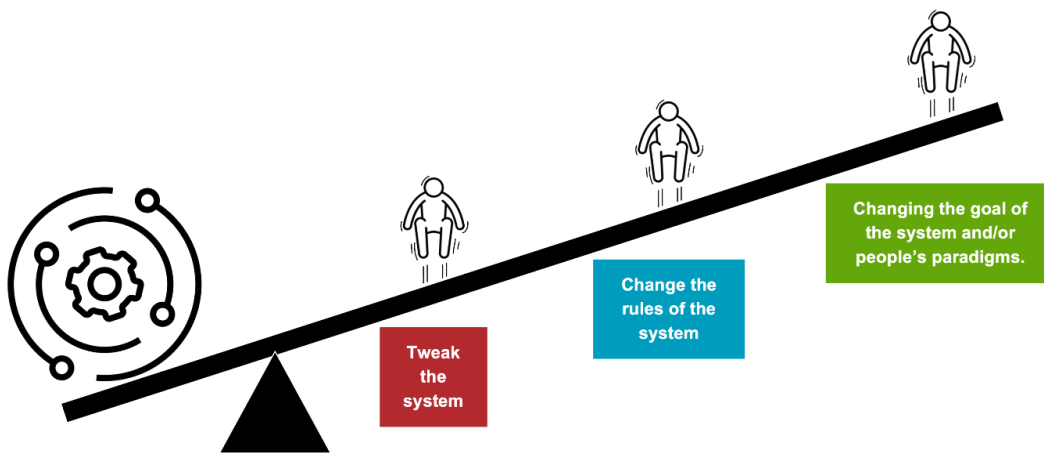 Tweak
the
system
Change the
rules of the
system
Changing the goal of
the system and/or
people’s paradigms.